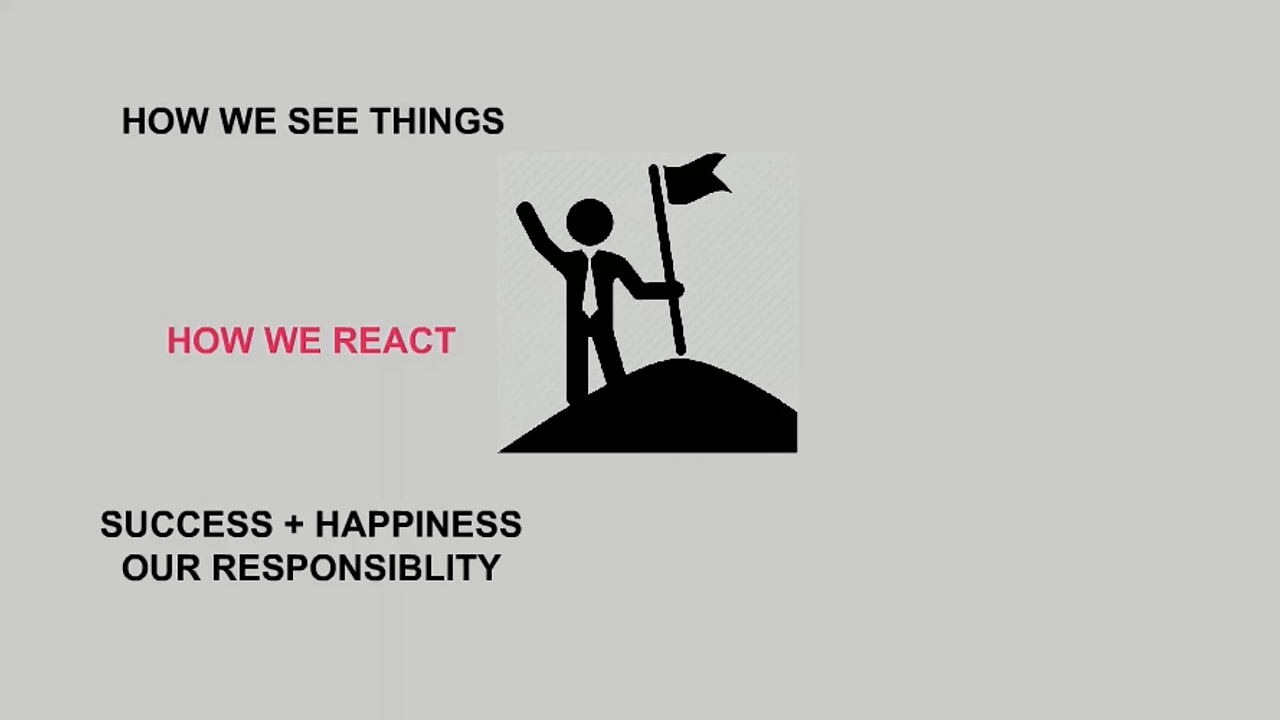 HOW WE SEE THINGS
HOW WE REACT
SUCCESS + HAPPINESS
OUR RESPONSIBLITY